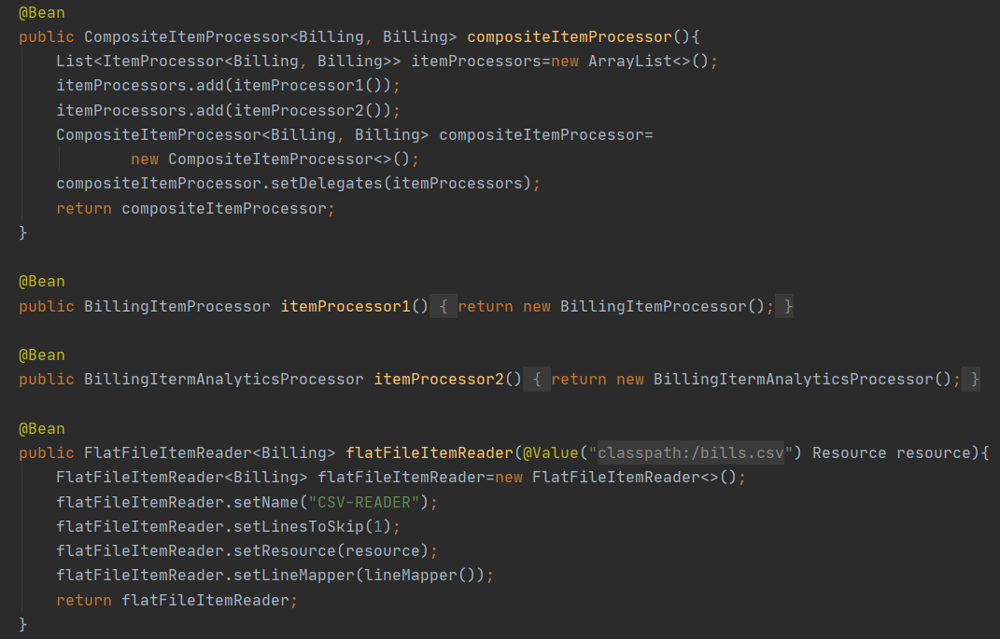 @Bean
public CompositeItemProcessor<Billing, Billing> compositeItemProcessor(){
    List<ItemProcessor<Billing, Billing>> itemProcessors=new ArrayList<>();
    itemProcessors.add(itemProcessor1());
    itemProcessors.add(itemProcessor2());
    CompositeItemProcessor<Billing, Billing> compositeItemProcessor=
            new CompositeItemProcessor<>();
    compositeItemProcessor.setDelegates(itemProcessors);
    return compositeItemProcessor;
}

@Bean
public BillingItemProcessor itemProcessor1() { return new BillingItemProcessor(); }

@Bean
public BillingItermAnalyticsProcessor itemProcessor2() { return new BillingItermAnalyticsProcessor(); }

@Bean
public FlatFileItemReader<Billing> flatFileItemReader(@Value("classpath:/bills.csv") Resource resource){
    FlatFileItemReader<Billing> flatFileItemReader=new FlatFileItemReader<>();
    flatFileItemReader.setName("CSV-READER");
    flatFileItemReader.setLinesToSkip(1);
    flatFileItemReader.setResource(resource);
    flatFileItemReader.setLineMapper(lineMapper());
    return flatFileItemReader;
}